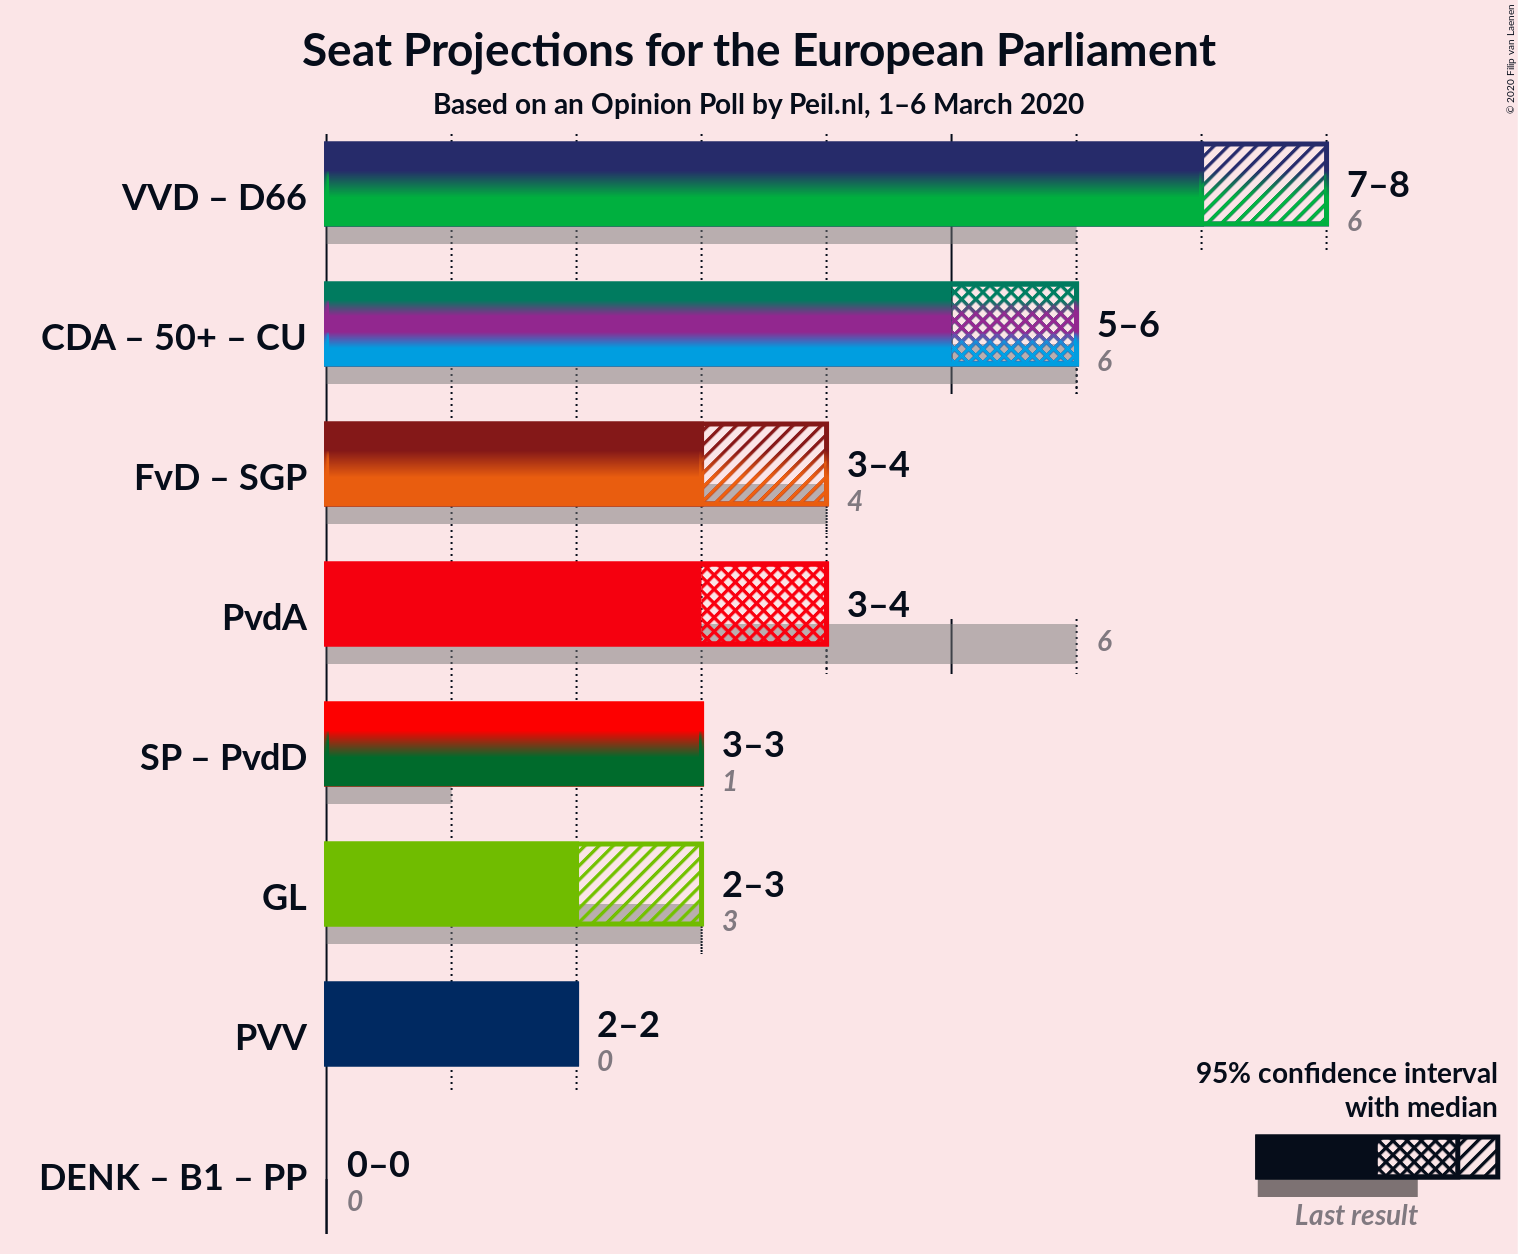 Seat Projections for the European Parliament
Based on an Opinion Poll by Peil.nl, 1–6 March 2020
© 2020 Filip van Laenen
VVD – D66
7–8
6
CDA – 50+ – CU
5–6
6
FvD – SGP
3–4
4
PvdA
3–4
6
SP – PvdD
3–3
1
GL
2–3
3
PVV
2–2
0
DENK – B1 – PP
0–0
0
95% confidence interval
with median
Last result